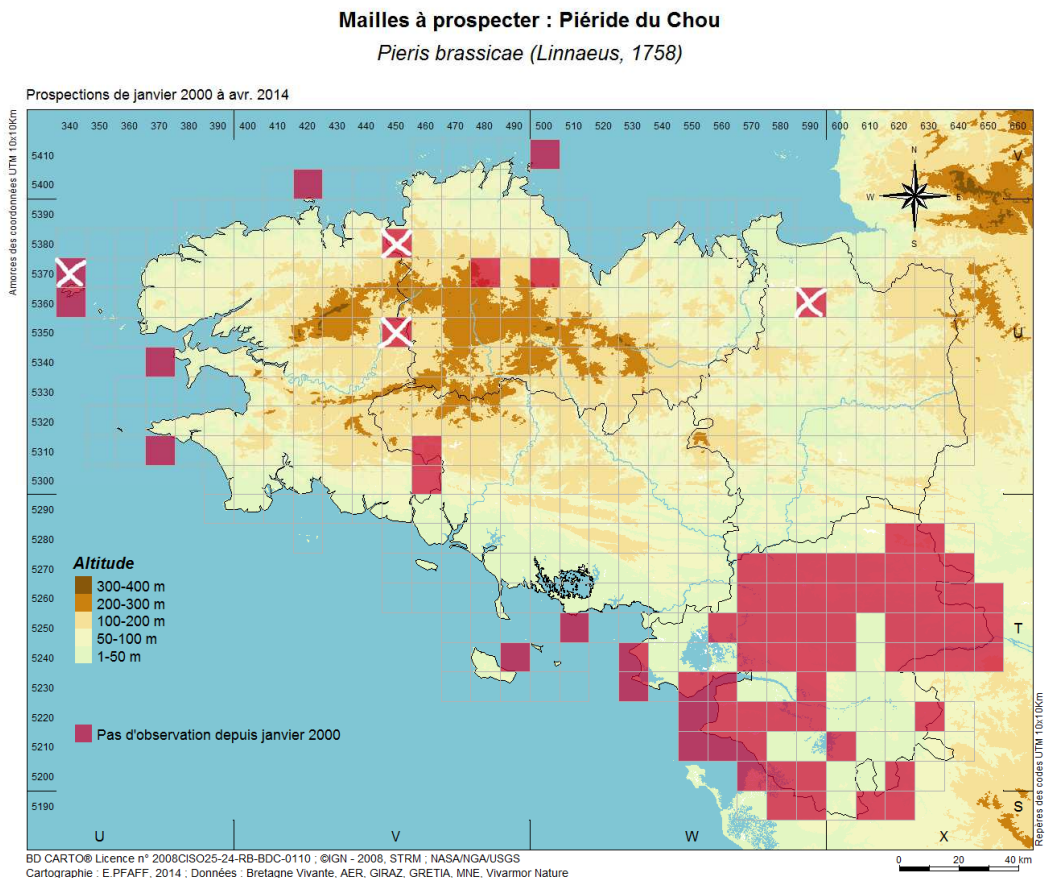 Mailles à prospecter : Piéride du Chou
Pieris brassicae (Linnaeus, 1758)
Prospections de janvier 2000 à avr. 2014
340 350 360 370 380 390 400 410 420 430 440 450 460 470 480 490 500 510 520 530 540 550 560 570 580 590 600 610 620 630 640 650 660
Amorces des coordonnées UTM 10x10Km
5410
5400
5390
5380
5370
5360
5350
5340
5330
5320
5310
5300
5290
5280
5270
5260
5250
5240
5230
5220
5210
5200
5190
N
W E
S
V
U
T
S
Altitude
300-400 m
200-300 m
100-200 m
50-100 m
1-50 m
Pas d'observation depuis janvier 2000
U V W X
Repères des codes UTM 10x10Km
BD CARTO® Licence n° 2008CISO25-24-RB-BDC-0110 ; ©IGN - 2008, STRM ; NASA/NGA/USGS
Cartographie : E.PFAFF, 2014 ; Données : Bretagne Vivante, AER, GIRAZ, GRETIA, MNE, Vivarmor Nature
0 20 40 km